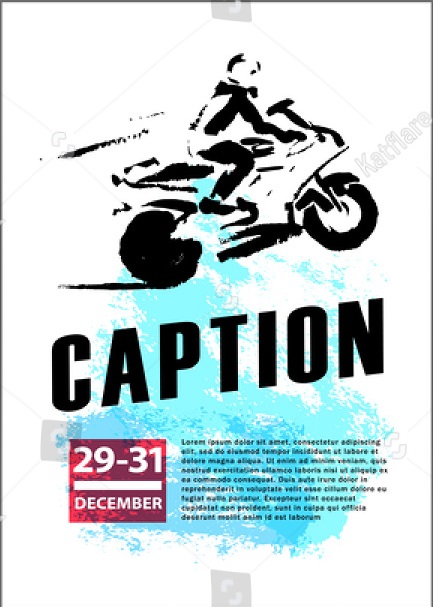 Katflare
CAPTION
29-31
DECEMBER
Lorem ipsum dolor sit amet, consectetur adipiscing
elit, sed do eiusmod tempor incididunt ut labore et
dolore magna aliqua. Ut enim ad minim veniam, quis
nostrud exercitation ullamco laboris nisi ut aliquip ex
ea commodo consequat. Duis aute irure dolor in
reprehenderit in voluptate velit esse cillum dolore eu
fugiat nulla pariatur. Excepteur sint occaecat
cupidatat non proident, sunt in culpa qui officia
deserunt mollit anim id est laborum